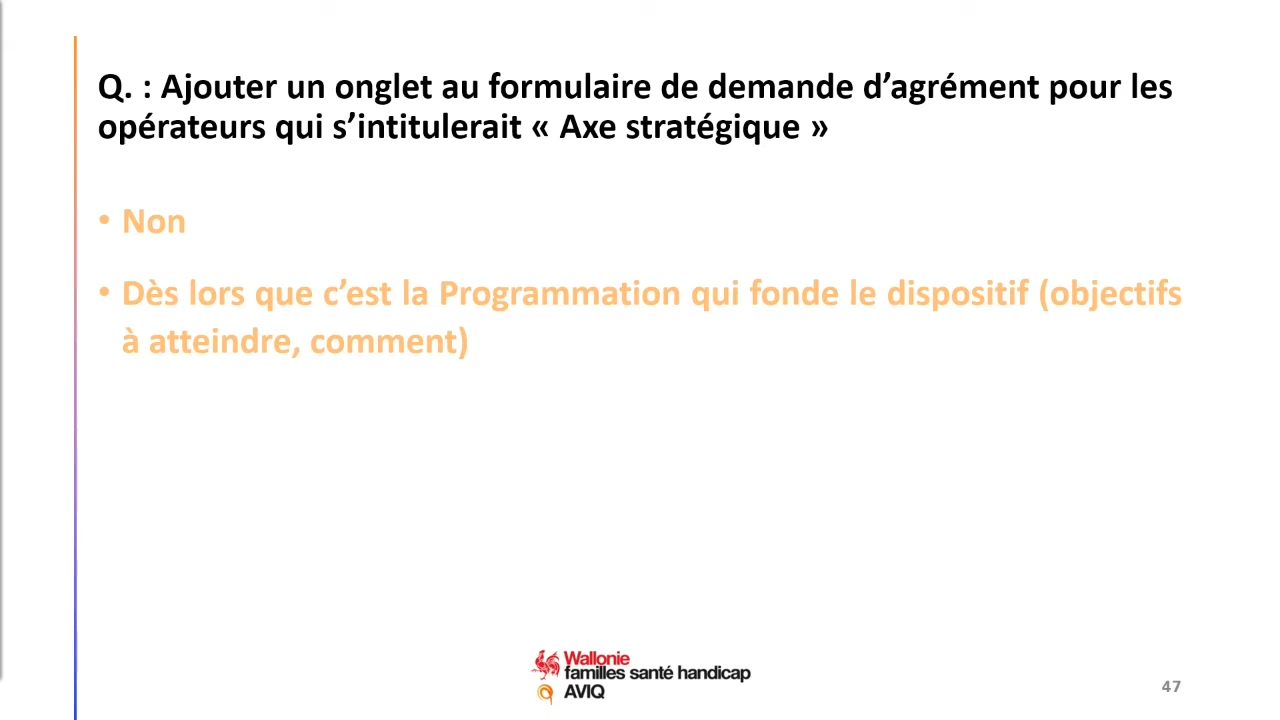 Q. : Ajouter un onglet au formulaire de demande d’agrément pour les
opérateurs qui s’intitulerait « Axe stratégique »
• Non
• Dès lors que c’est la Programmation qui fonde le dispositif (objectifs
à atteindre, comment)
Wallonie
familles santé handicap
AVIQ
47